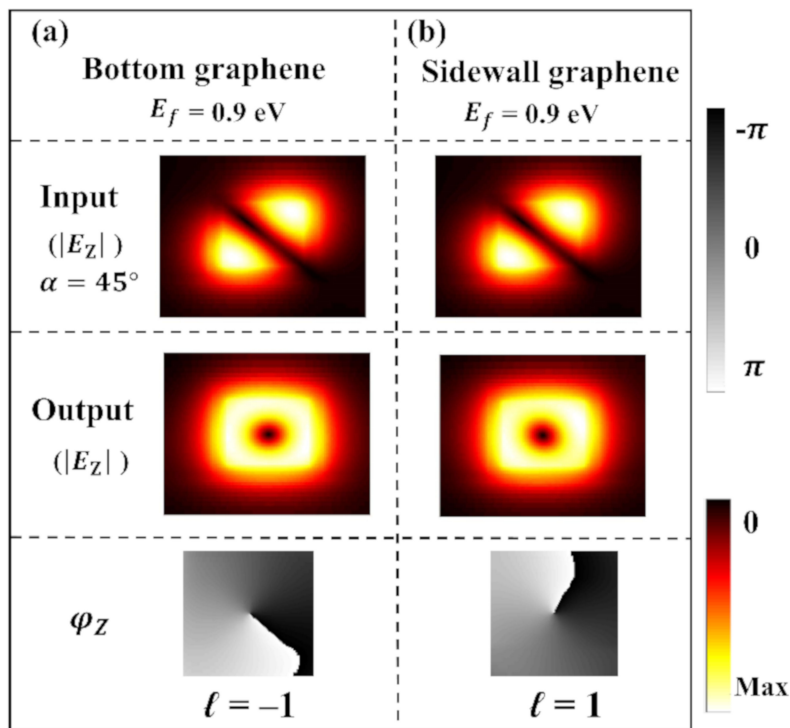 (a)
Bottom graphene
E_f = 0.9 eV
(b)
Sidewall graphene
E_f = 0.9 eV
Input
(|E_Z|)
α = 45°
Output
(|E_Z|)
φ_Z
ℓ = –1
ℓ = 1
-π
0
π
0
Max